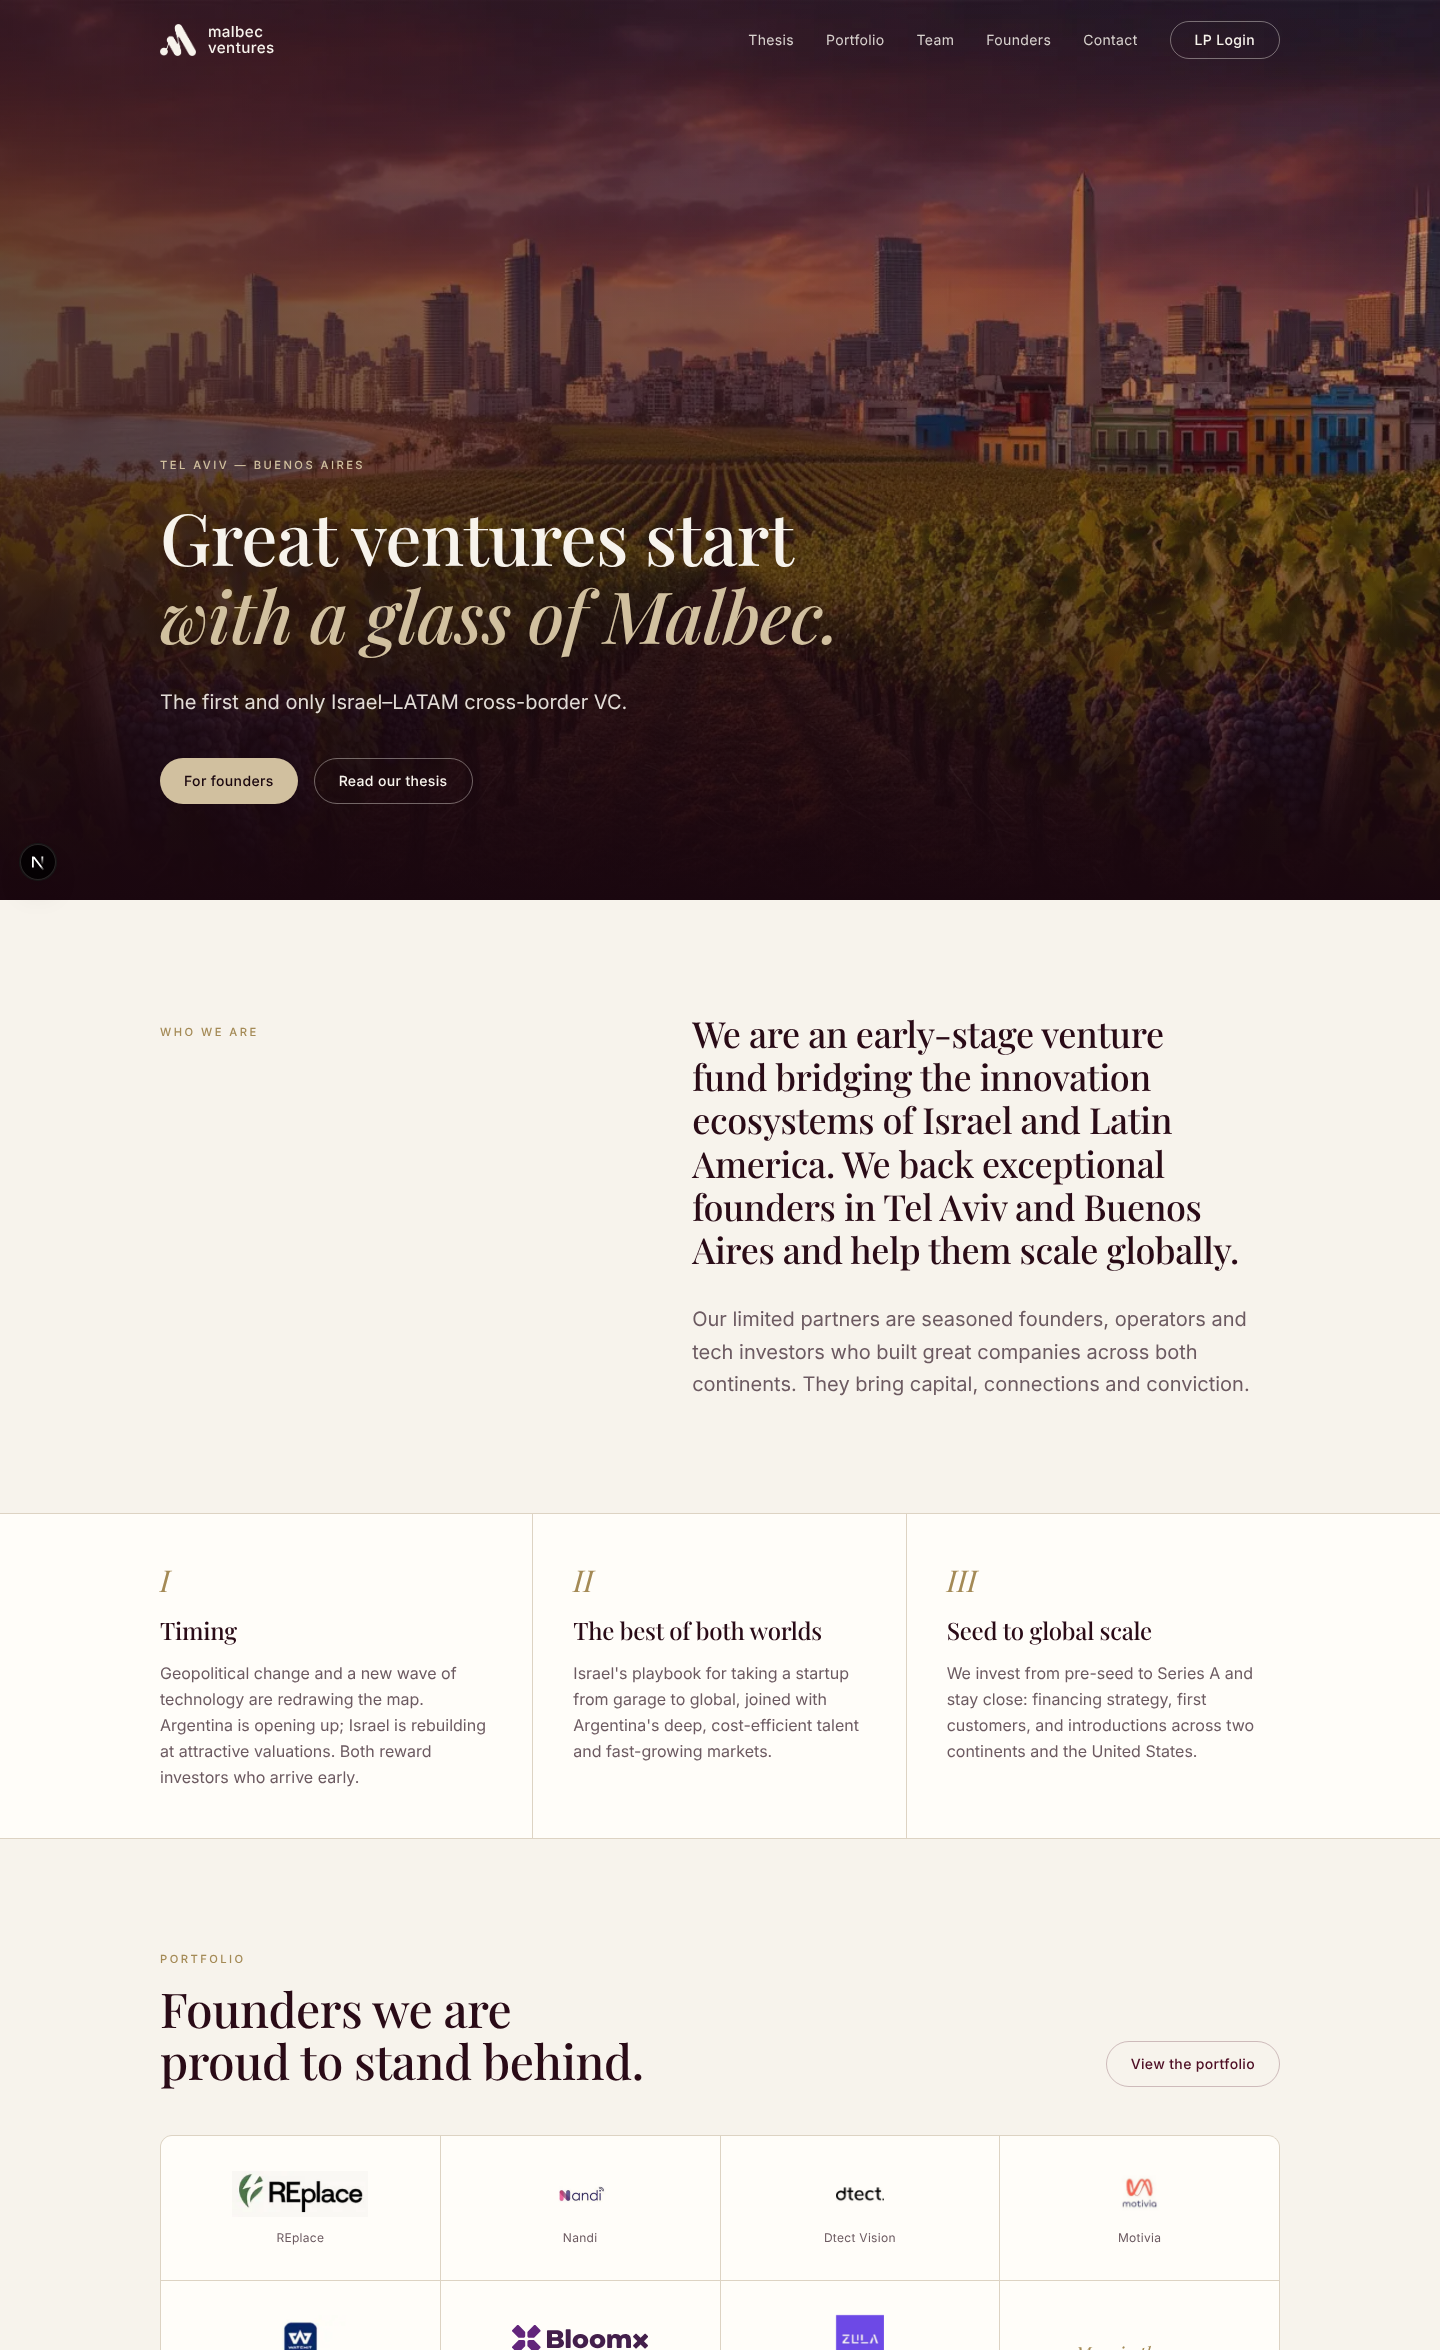 malbec
ventures
Thesis
Portfolio
Team
Founders
Contact
LP Login
TEL AVIV — BUENOS AIRES
Great ventures start
with a glass of Malbec.
The first and only Israel–LATAM cross-border VC.
For founders
Read our thesis
N
WHO WE ARE
We are an early-stage venture
fund bridging the innovation
ecosystems of Israel and Latin
America. We back exceptional
founders in Tel Aviv and Buenos
Aires and help them scale globally.
Our limited partners are seasoned founders, operators and
tech investors who built great companies across both
continents. They bring capital, connections and conviction.
I
Timing
Geopolitical change and a new wave of
technology are redrawing the map.
Argentina is opening up; Israel is rebuilding
at attractive valuations. Both reward
investors who arrive early.
II
The best of both worlds
Israel's playbook for taking a startup
from garage to global, joined with
Argentina's deep, cost-efficient talent
and fast-growing markets.
III
Seed to global scale
We invest from pre-seed to Series A and
stay close: financing strategy, first
customers, and introductions across two
continents and the United States.
PORTFOLIO
Founders we are
proud to stand behind.
View the portfolio
REplace
REplace
Nandi
Nandi
dtect.
Dtect Vision
motivia
Motivia
Bloomx
ZULA